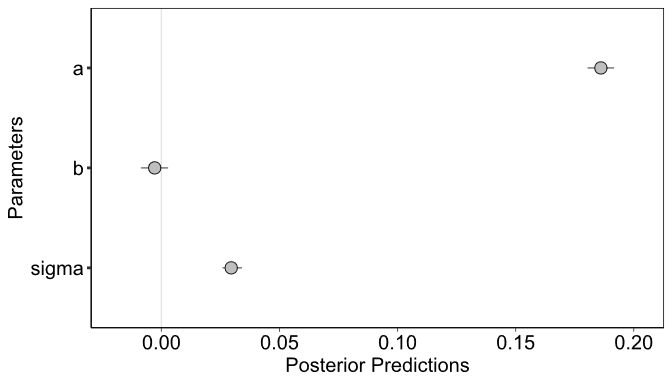 Parameters
a
b
sigma
0.00 0.05 0.10 0.15 0.20
Posterior Predictions